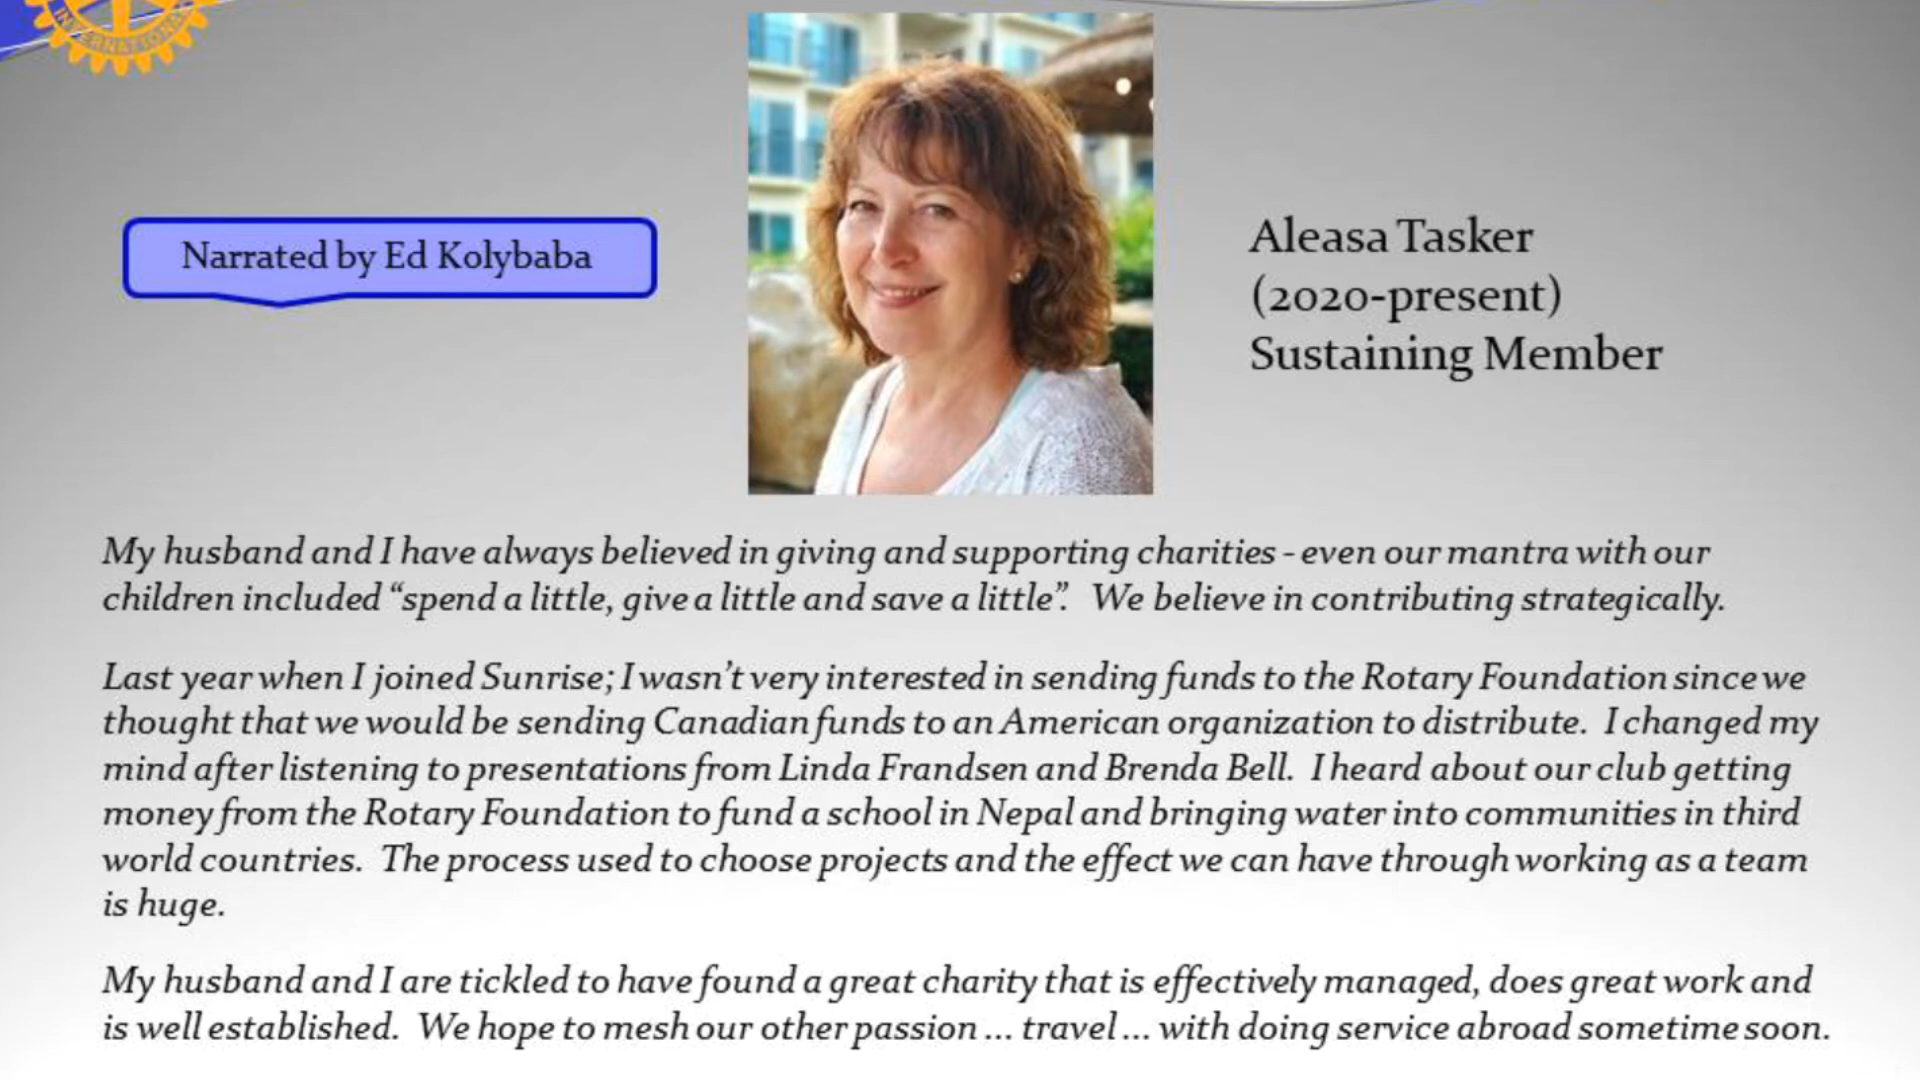 INTERNATIONAL
Narrated by Ed Kolybaba
Aleasa Tasker
(2020-present)
Sustaining Member
My husband and I have always believed in giving and supporting charities - even our mantra with our
children included “spend a little, give a little and save a little”.  We believe in contributing strategically.
Last year when I joined Sunrise; I wasn’t very interested in sending funds to the Rotary Foundation since we
thought that we would be sending Canadian funds to an American organization to distribute.  I changed my
mind after listening to presentations from Linda Frandsen and Brenda Bell.  I heard about our club getting
money from the Rotary Foundation to fund a school in Nepal and bringing water into communities in third
world countries.  The process used to choose projects and the effect we can have through working as a team
is huge.
My husband and I are tickled to have found a great charity that is effectively managed, does great work and
is well established.  We hope to mesh our other passion ... travel ... with doing service abroad sometime soon.